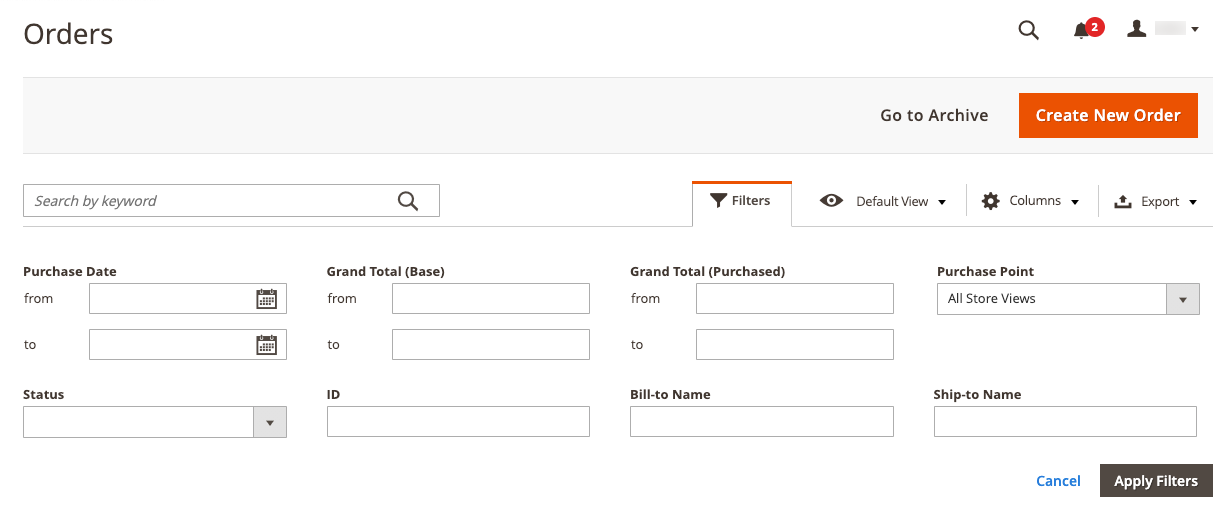 Orders
2
Go to Archive
Create New Order
Search by keyword
Filters
Default View
Columns
Export
Purchase Date
Grand Total (Base)
Grand Total (Purchased)
Purchase Point
from
from
from
All Store Views
to
to
to
Status
ID
Bill-to Name
Ship-to Name
Cancel
Apply Filters